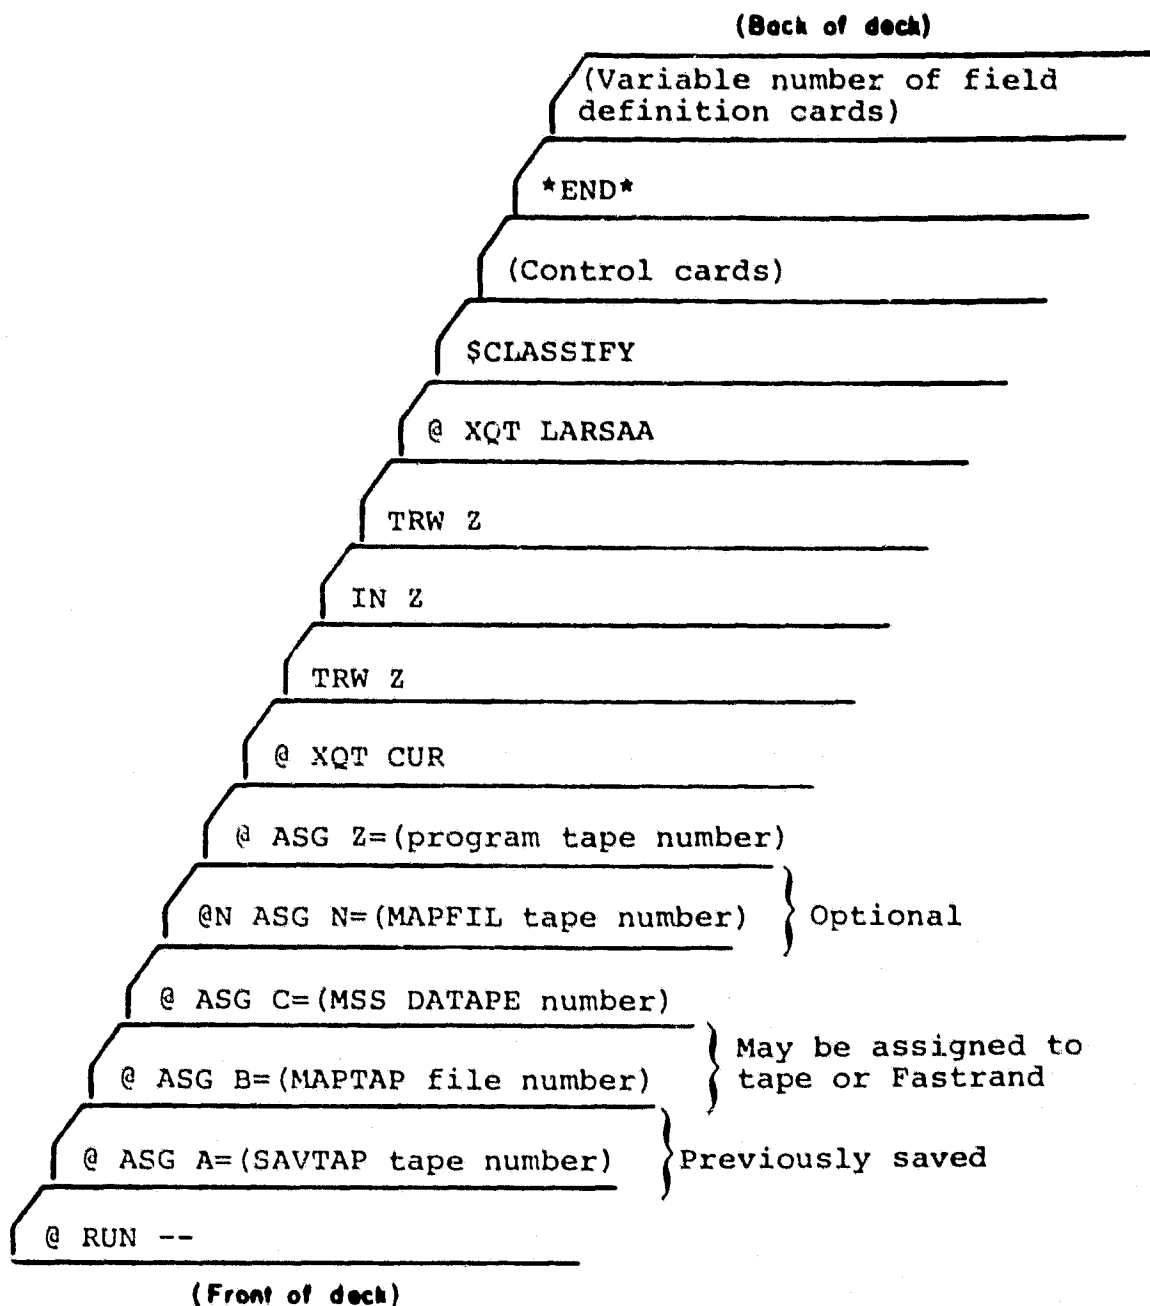 (Back of deck)
(Variable number of field
definition cards)
*END*
(Control cards)
$CLASSIFY
@ XQT LARSAA
TRW Z
IN Z
TRW Z
@ XQT CUR
@ ASG Z=(program tape number)
@N ASG N=(MAPFIL tape number) Optional
@ ASG C=(MSS DATAPE number)
@ ASG B=(MAPTAP file number)
May be assigned to
tape or Fastrand
@ ASG A=(SAVTAP tape number) Previously saved
@ RUN --
(Front of deck)